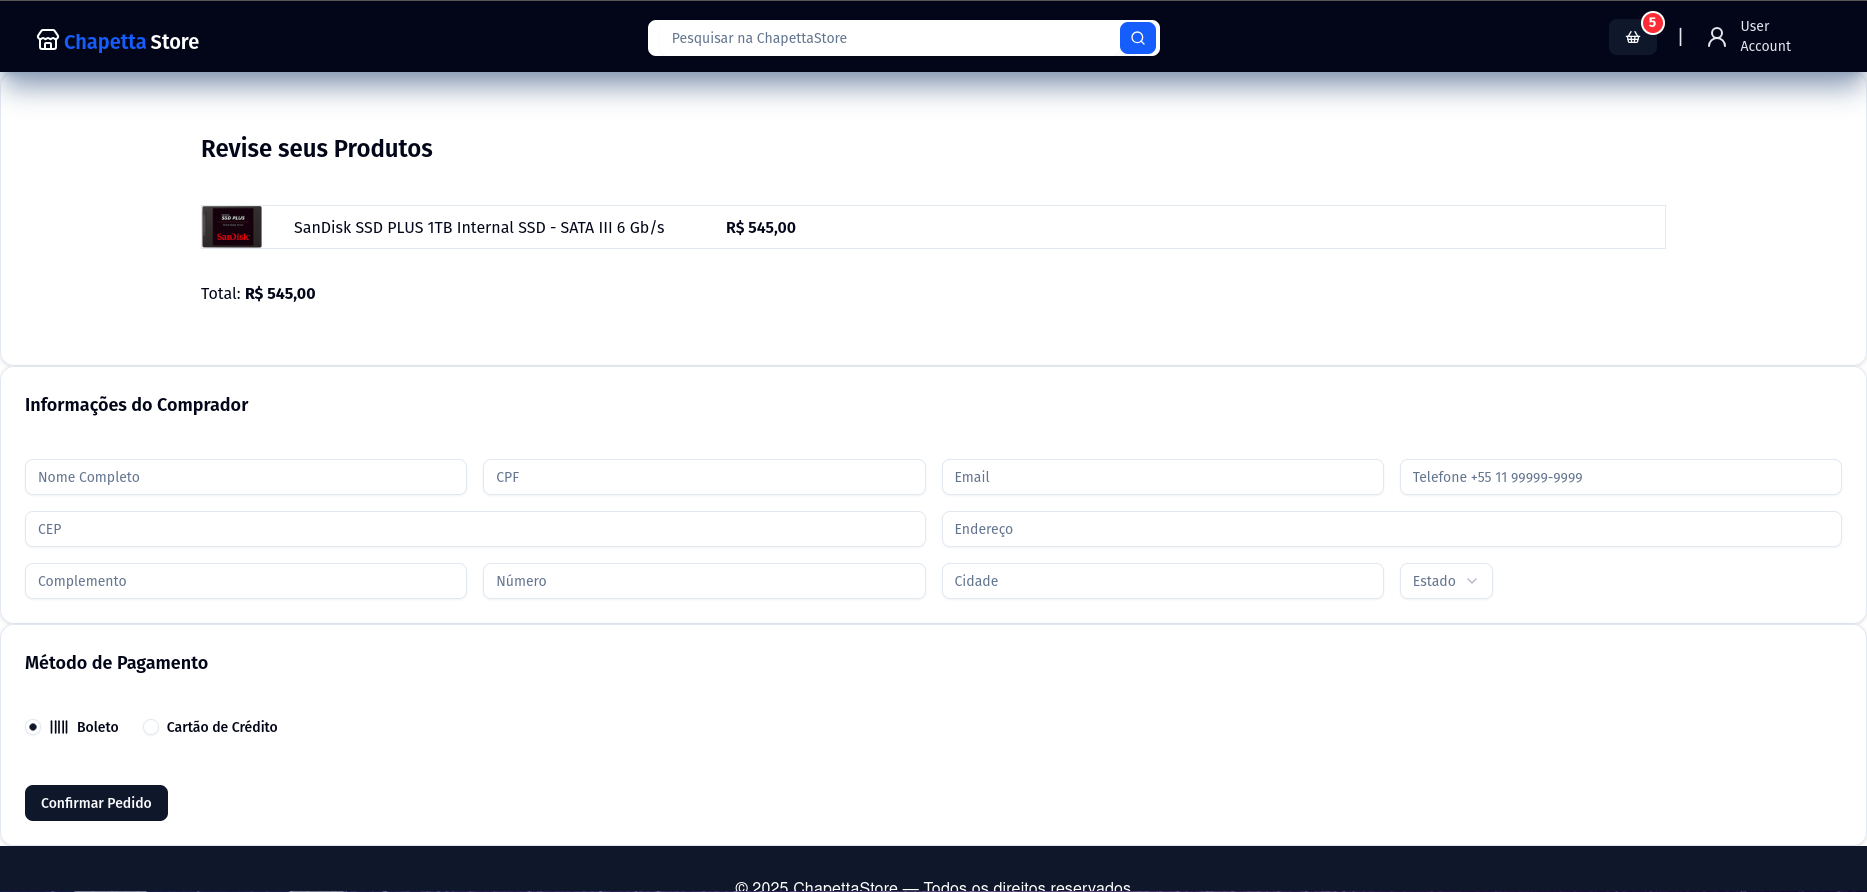 Chapetta Store
Pesquisar na ChapettaStore
5
|
User
Account
Revise seus Produtos
SSD PLUS
SanDisk
SanDisk SSD PLUS 1TB Internal SSD - SATA III 6 Gb/s
R$ 545,00
Total: R$ 545,00
Informações do Comprador
Nome Completo
CPF
Email
Telefone +55 11 99999-9999
CEP
Endereço
Complemento
Número
Cidade
Estado
Método de Pagamento
Boleto
Cartão de Crédito
Confirmar Pedido
© 2025 ChapettaStore — Todos os direitos reservados